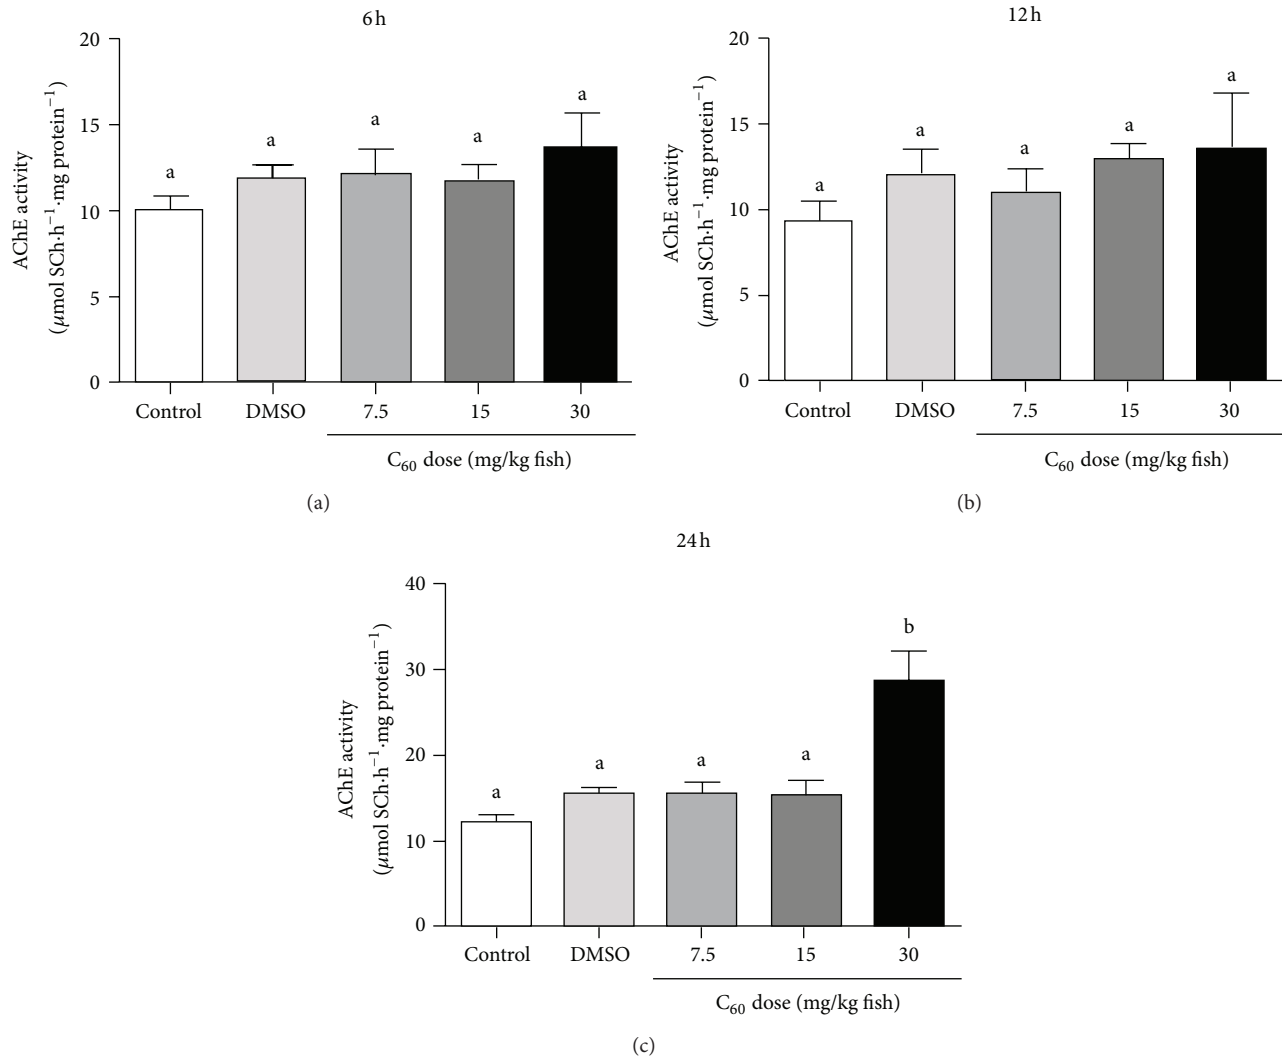 6 h
AChE activity
(μmol SCh·h⁻¹·mg protein⁻¹)
20
15
10
5
0
a a a a a
Control DMSO 7.5 15 30
C₆₀ dose (mg/kg fish)
(a)
12 h
AChE activity
(μmol SCh·h⁻¹·mg protein⁻¹)
20
15
10
5
0
a a a a a
Control DMSO 7.5 15 30
C₆₀ dose (mg/kg fish)
(b)
24 h
AChE activity
(μmol SCh·h⁻¹·mg protein⁻¹)
40
30
20
10
0
a a a a b
Control DMSO 7.5 15 30
C₆₀ dose (mg/kg fish)
(c)